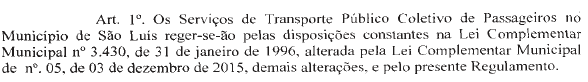 Art. 1º. Os Serviços de Transporte Público Coletivo de Passageiros no
Município de São Luís reger-se-ão pelas disposições constantes na Lei Complementar
Municipal nº 3.430, de 31 de janeiro de 1996, alterada pela Lei Complementar Municipal
de nº. 05, de 03 de dezembro de 2015, demais alterações, e pelo presente Regulamento.